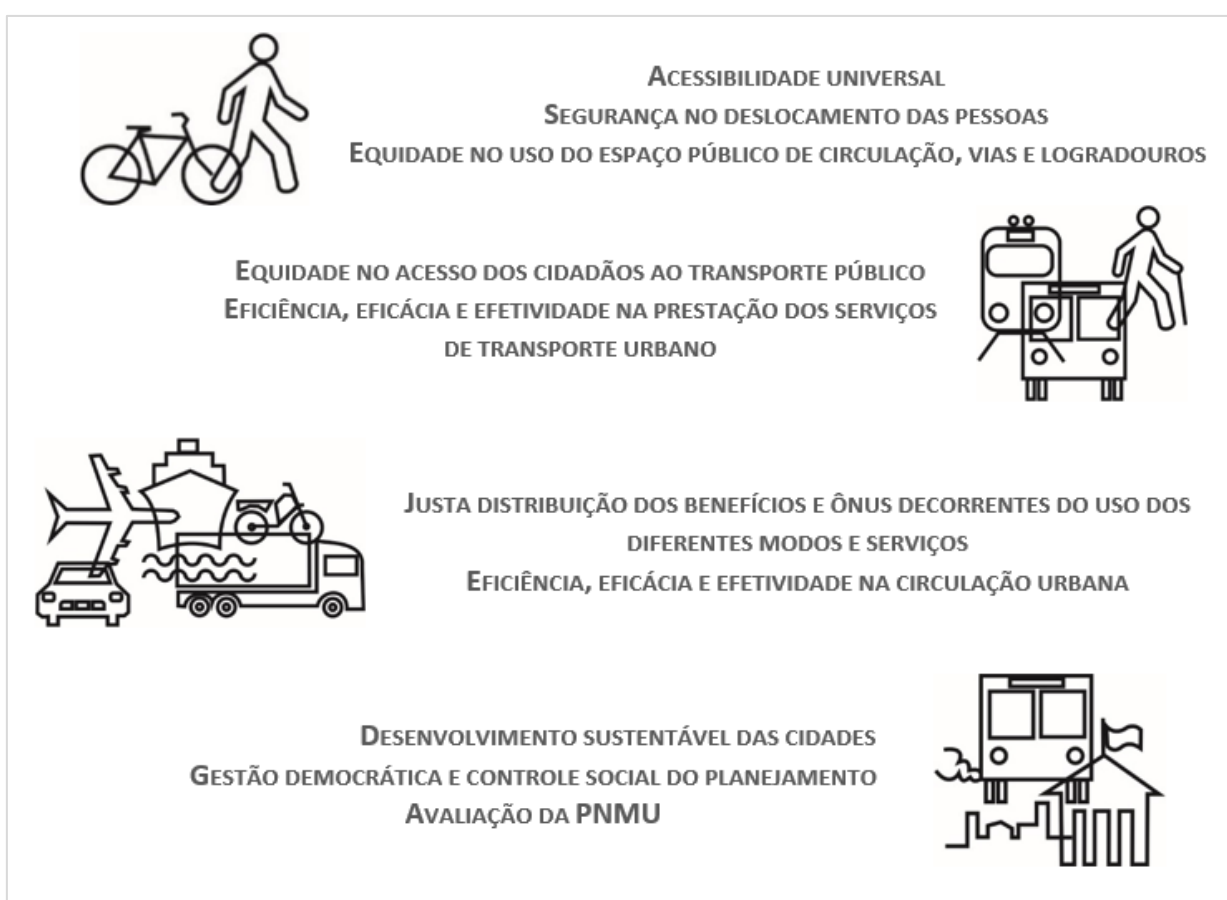 ACESSIBILIDADE UNIVERSAL
SEGURANÇA NO DESLOCAMENTO DAS PESSOAS
EQUIDADE NO USO DO ESPAÇO PÚBLICO DE CIRCULAÇÃO, VIAS E LOGRADOUROS
EQUIDADE NO ACESSO DOS CIDADÃOS AO TRANSPORTE PÚBLICO
EFICIÊNCIA, EFICÁCIA E EFETIVIDADE NA PRESTAÇÃO DOS SERVIÇOS
DE TRANSPORTE URBANO
JUSTA DISTRIBUIÇÃO DOS BENEFÍCIOS E ÔNUS DECORRENTES DO USO DOS
DIFERENTES MODOS E SERVIÇOS
EFICIÊNCIA, EFICÁCIA E EFETIVIDADE NA CIRCULAÇÃO URBANA
DESENVOLVIMENTO SUSTENTÁVEL DAS CIDADES
GESTÃO DEMOCRÁTICA E CONTROLE SOCIAL DO PLANEJAMENTO
AVALIAÇÃO DA PNMU